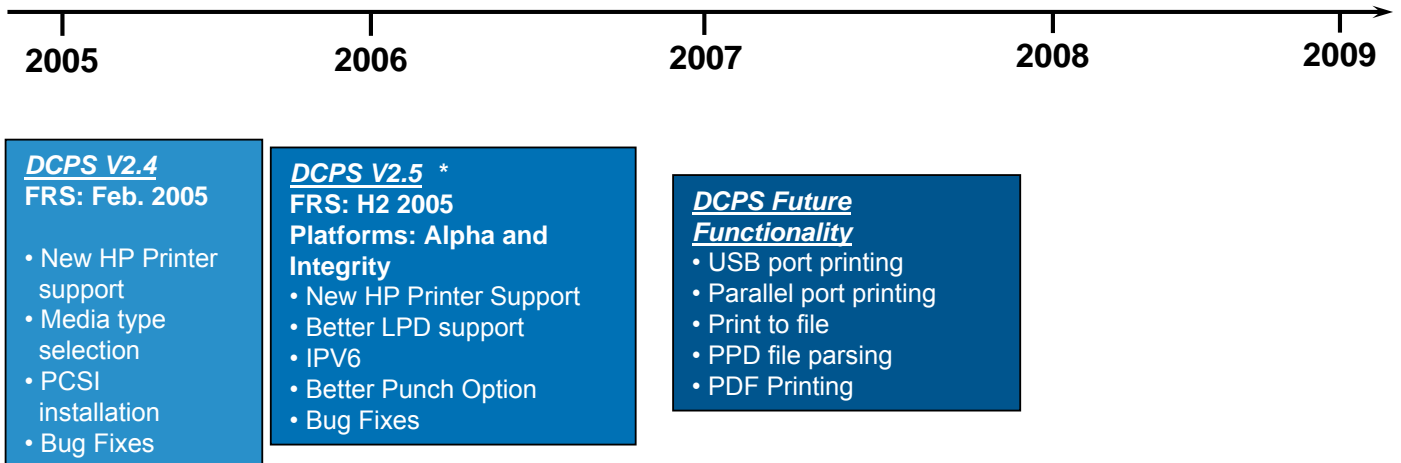 2005 2006 2007 2008 2009
DCPS V2.4
FRS: Feb. 2005
• New HP Printer
support
• Media type
selection
• PCSI
installation
• Bug Fixes
DCPS V2.5 *
FRS: H2 2005
Platforms: Alpha and
Integrity
• New HP Printer Support
• Better LPD support
• IPV6
• Better Punch Option
• Bug Fixes
DCPS Future
Functionality
• USB port printing
• Parallel port printing
• Print to file
• PPD file parsing
• PDF Printing